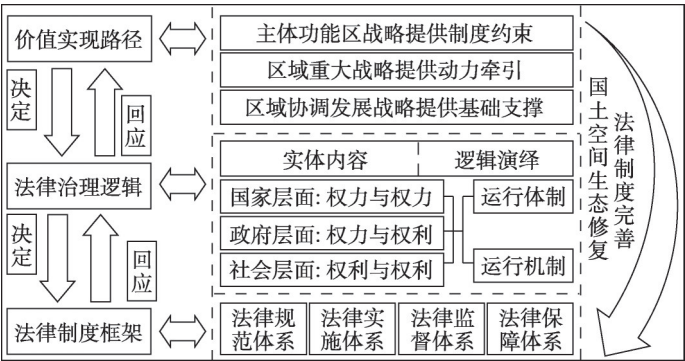 价值实现路径
主体功能区战略提供制度约束
区域重大战略提供动力牵引
区域协调发展战略提供基础支撑
决定
回应
法律治理逻辑
实体内容
逻辑演绎
国家层面:权力与权力
政府层面:权力与权利
社会层面:权利与权利
运行体制
运行机制
决定
回应
法律制度框架
法律规
范体系
法律实
施体系
法律监
督体系
法律保
障体系
国土空间生态修复
法律制度完善